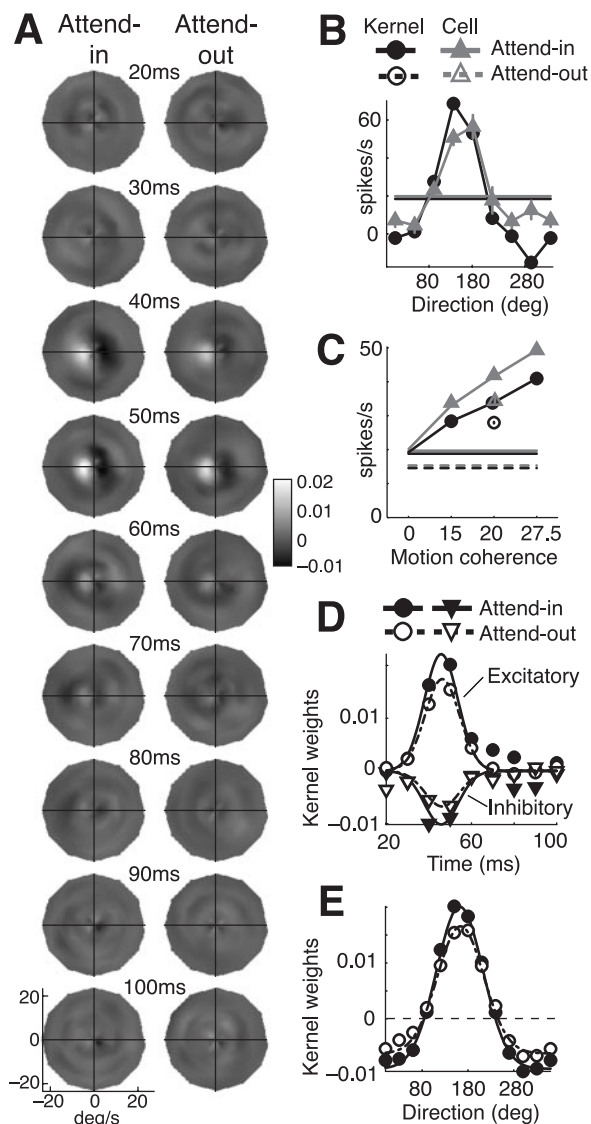 A
Attend-in
Attend-out
20ms
30ms
40ms
50ms
60ms
70ms
80ms
90ms
100ms
0.02
0.01
0
−0.01
20
0
−20
−20
0
20
deg/s
B
Kernel
Cell
Attend-in
Attend-out
60
30
0
spikes/s
80
180
280
Direction (deg)
C
50
0
spikes/s
0
15
20
27.5
Motion coherence
D
Attend-in
Attend-out
Excitatory
Inhibitory
0.01
0
−0.01
Kernel weights
20
60
100
Time (ms)
E
0.01
0
−0.01
Kernel weights
80
180
280
Direction (deg)